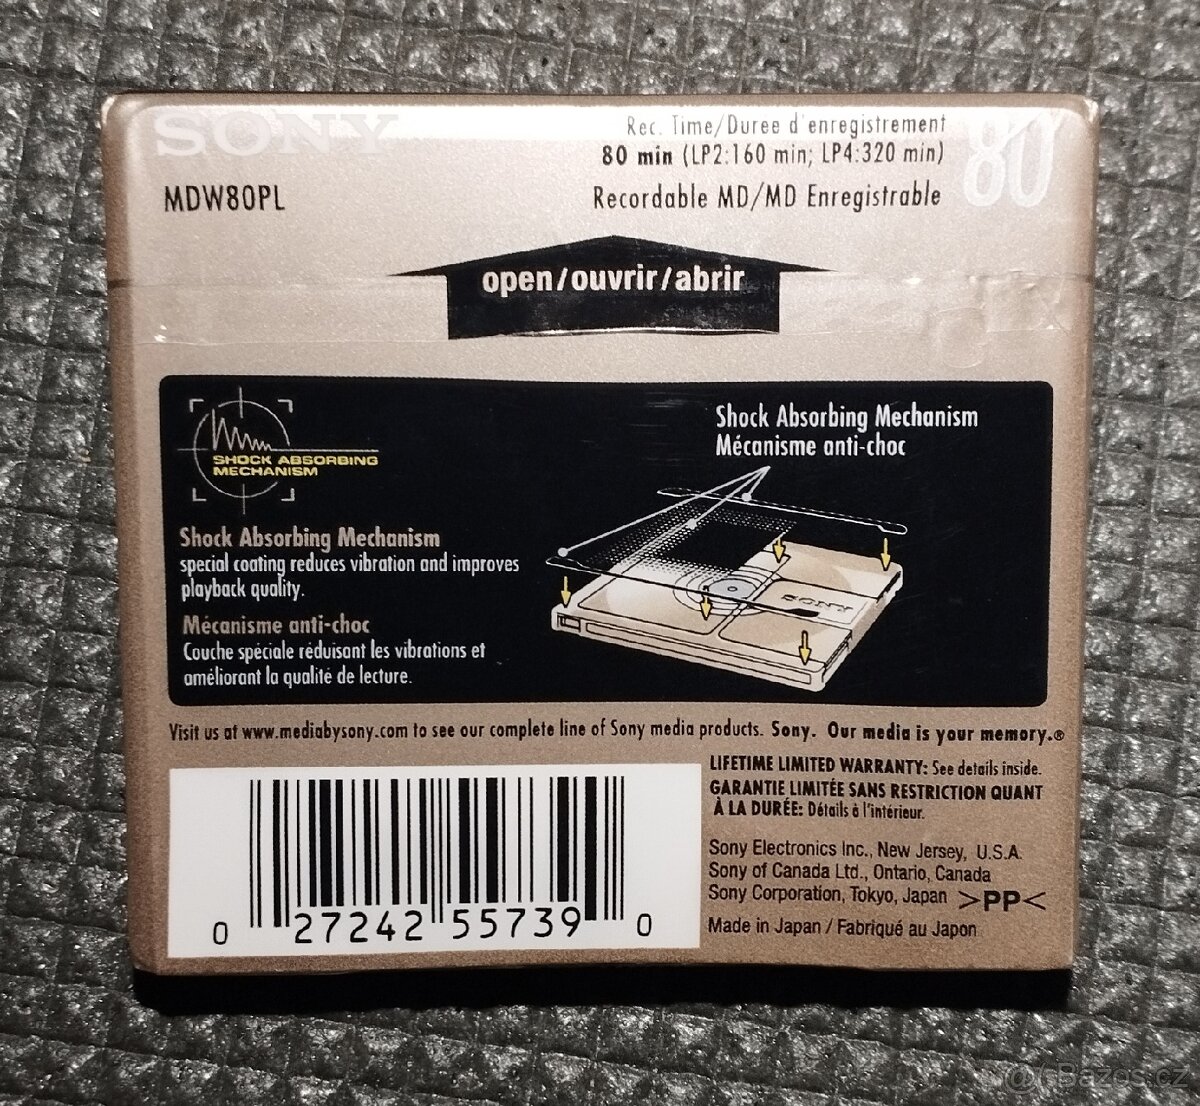 SONY
Rec. Time/Duree d'enregistrement
80 min (LP2:160 min; LP4:320 min)
80
MDW80PL
Recordable MD/MD Enregistrable
open/ouvrir/abrir
SHOCK ABSORBING
MECHANISM
Shock Absorbing Mechanism
Mécanisme anti-choc
SONY
Shock Absorbing Mechanism
special coating reduces vibration and improves
playback quality.
Mécanisme anti-choc
Couche spéciale réduisant les vibrations et
améliorant la qualité de lecture.
Visit us at www.mediabysony.com to see our complete line of Sony media products. Sony. Our media is your memory.®
LIFETIME LIMITED WARRANTY: See details inside.
GARANTIE LIMITÉE SANS RESTRICTION QUANT
À LA DURÉE: Détails à l'intérieur.
Sony Electronics Inc., New Jersey, U.S.A.
Sony of Canada Ltd., Ontario, Canada
Sony Corporation, Tokyo, Japan >PP<
Made in Japan / Fabriqué au Japon
0 27242 55739 0
Bazos.cz